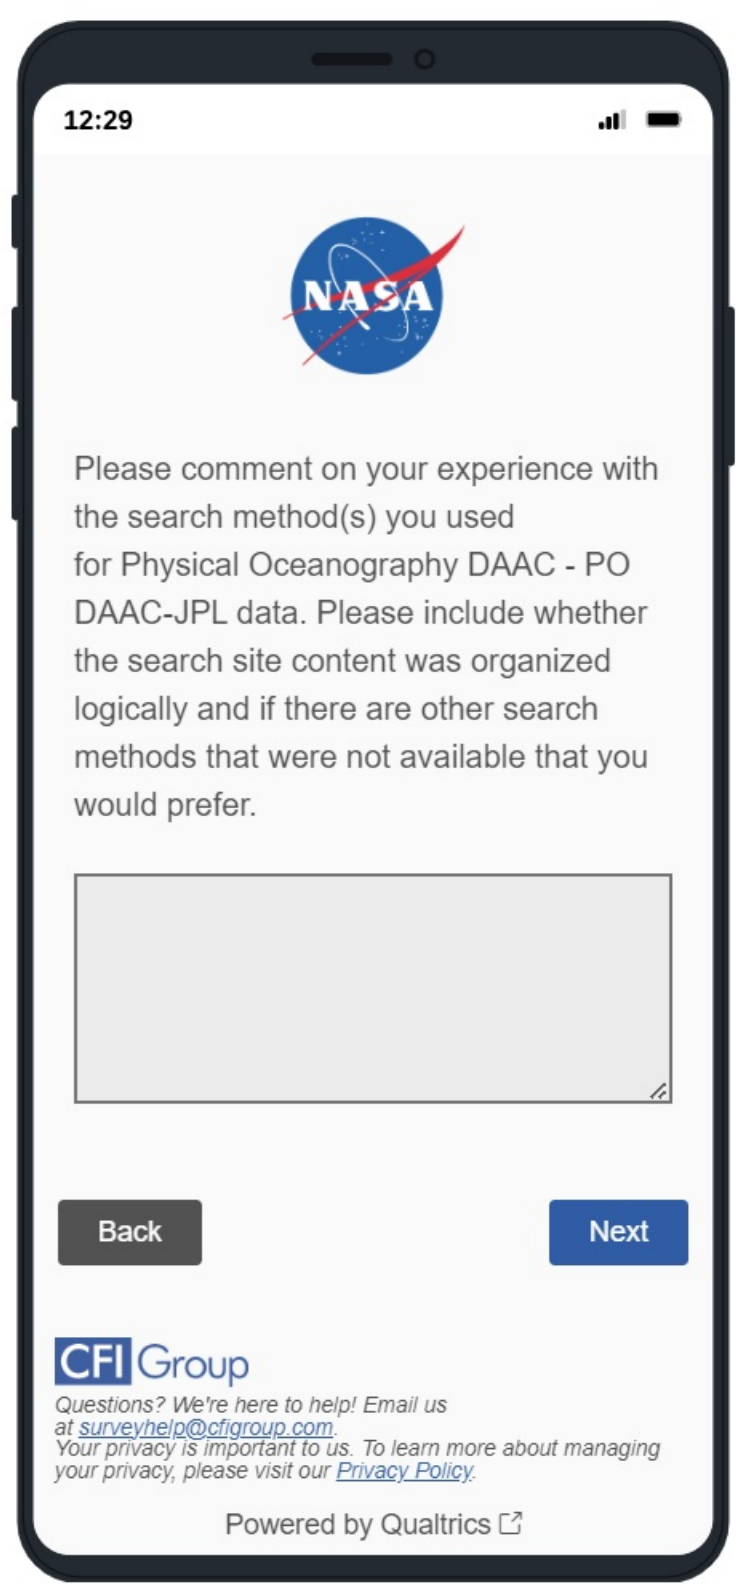 12:29
NASA
Please comment on your experience with
the search method(s) you used
for Physical Oceanography DAAC - PO
DAAC-JPL data. Please include whether
the search site content was organized
logically and if there are other search
methods that were not available that you
would prefer.
Back
Next
CFI Group
Questions? We're here to help! Email us
at surveyhelp@cfigroup.com.
Your privacy is important to us. To learn more about managing
your privacy, please visit our Privacy Policy.
Powered by Qualtrics